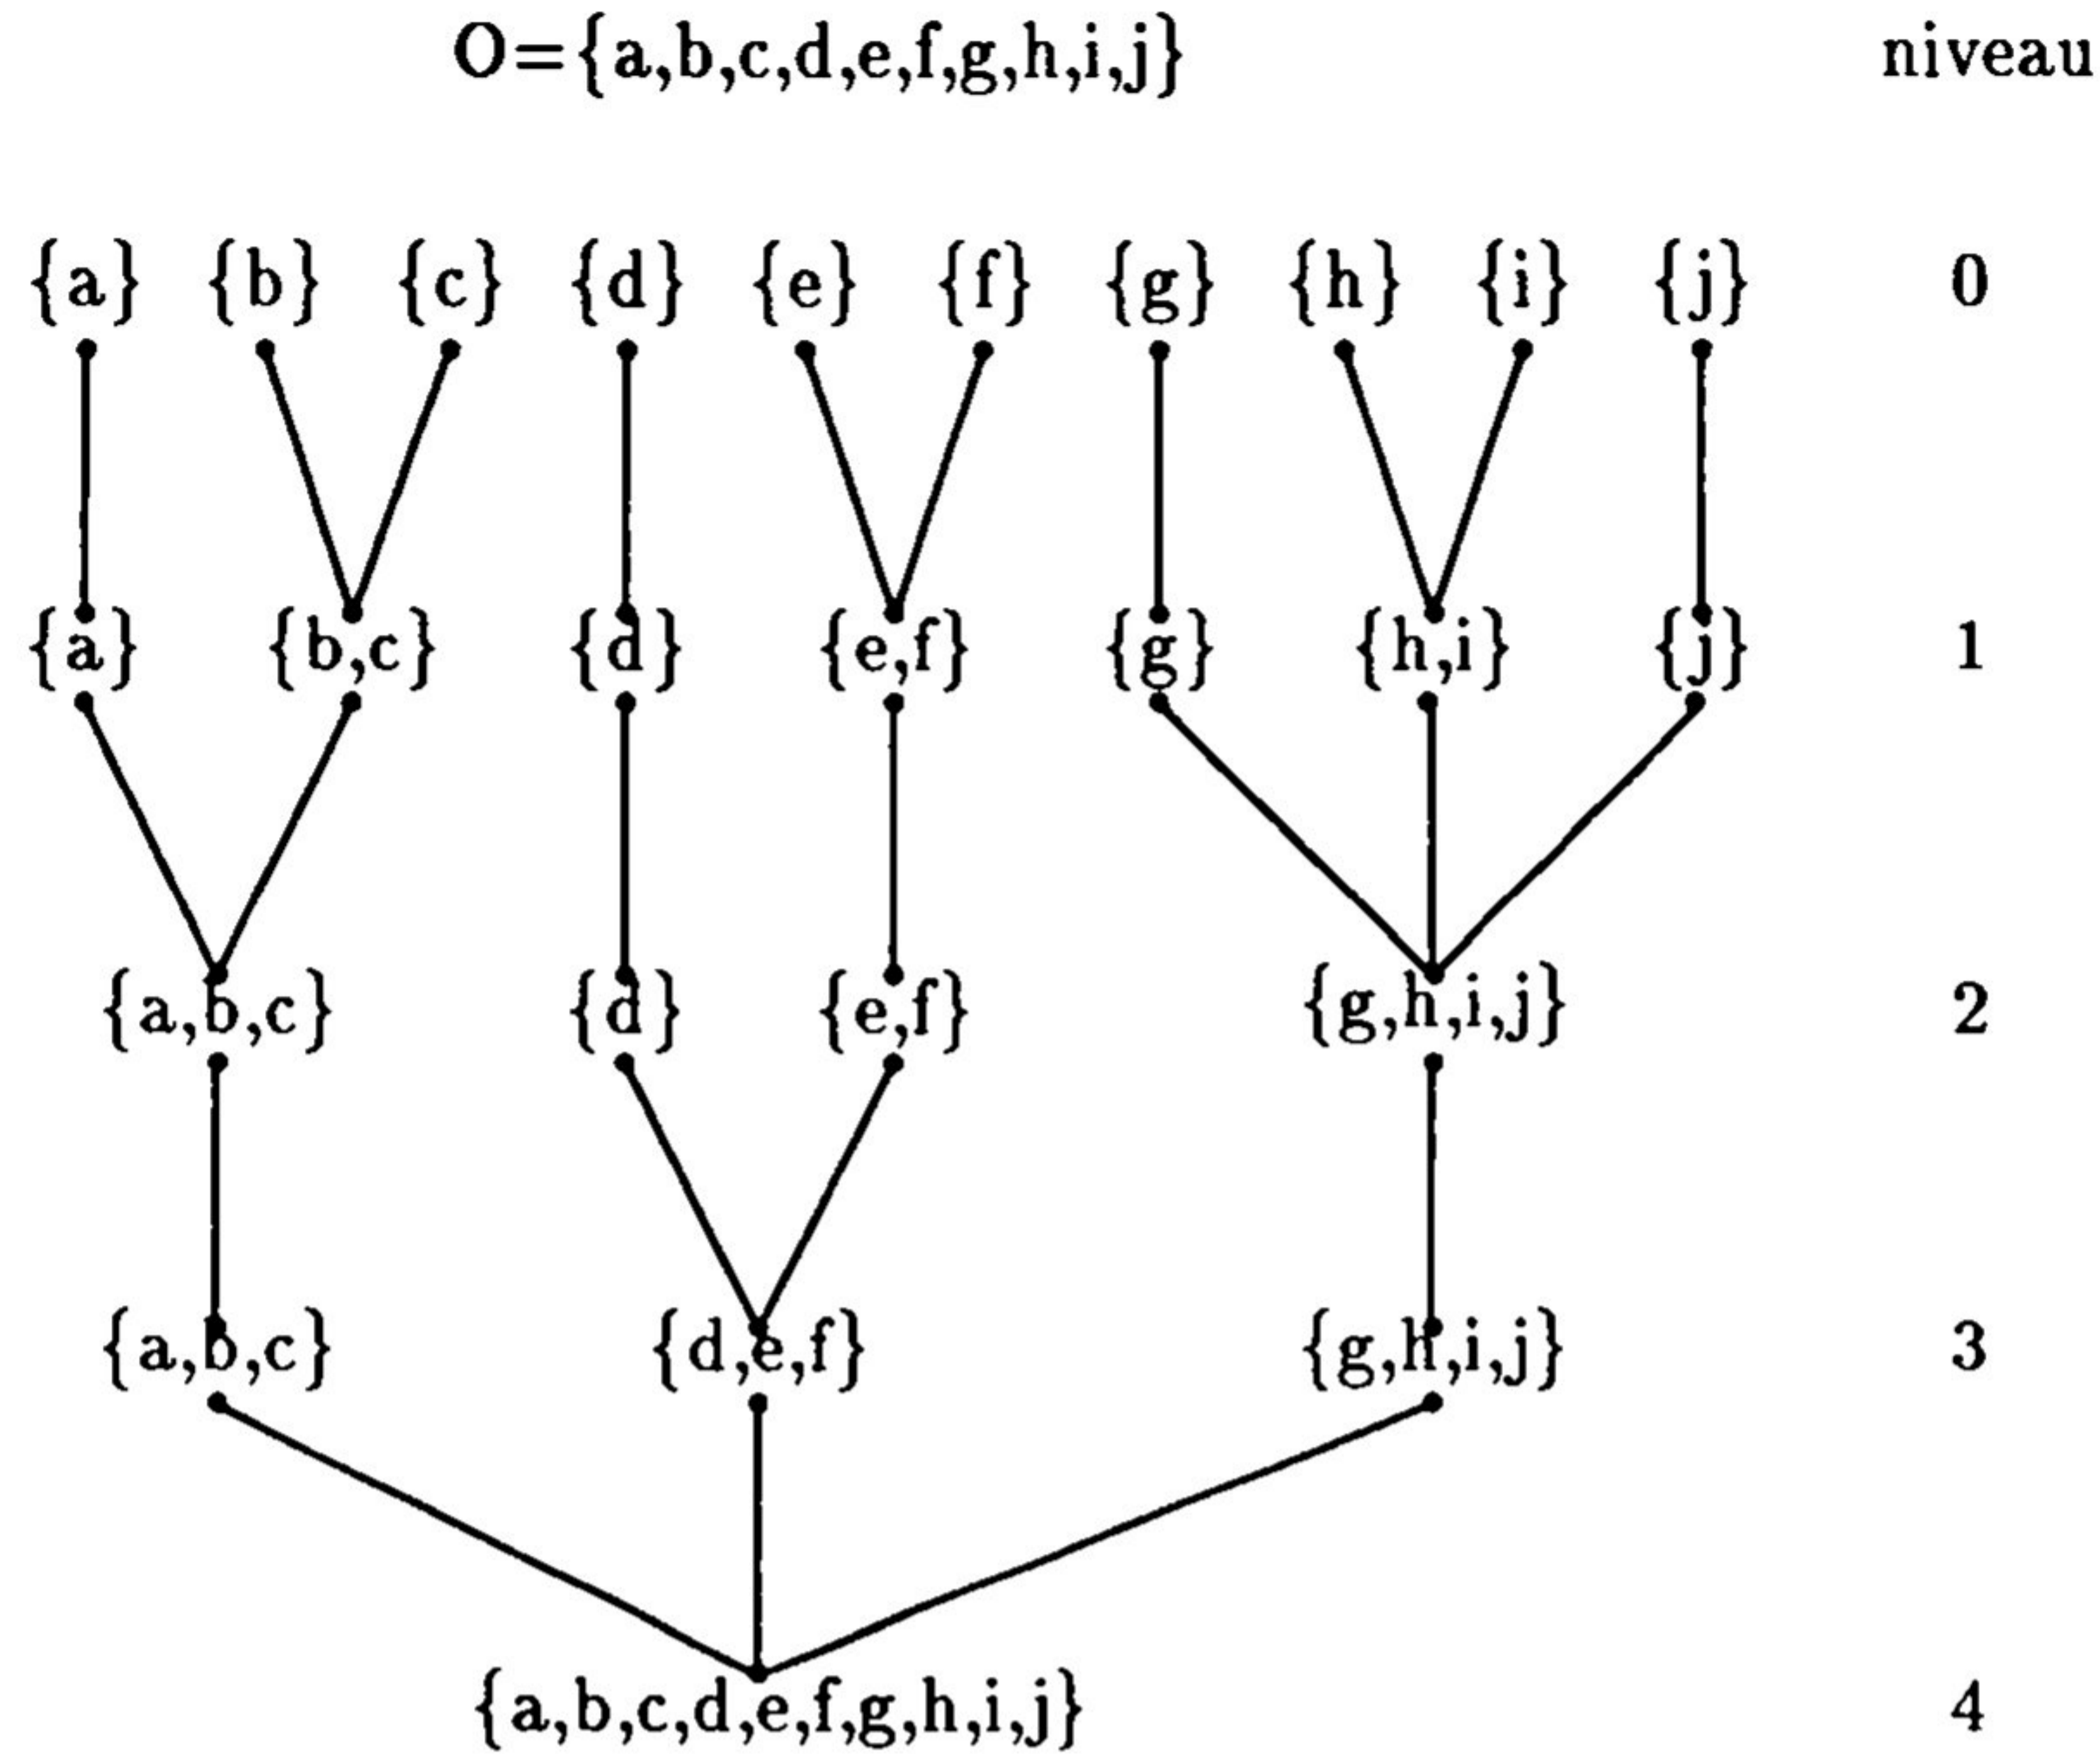 O={a,b,c,d,e,f,g,h,i,j} niveau
{a} {b} {c} {d} {e} {f} {g} {h} {i} {j} 0
{a} {b,c} {d} {e,f} {g} {h,i} {j} 1
{a,b,c} {d} {e,f} {g,h,i,j} 2
{a,b,c} {d,e,f} {g,h,i,j} 3
{a,b,c,d,e,f,g,h,i,j} 4